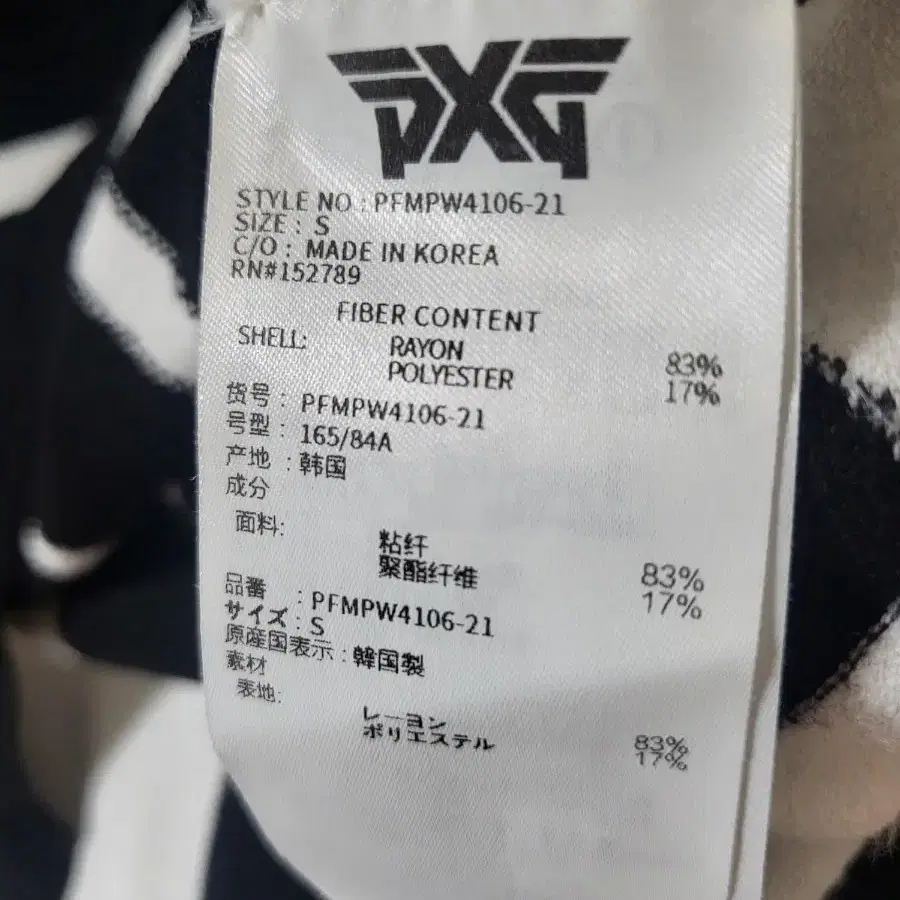 PXG
STYLE NO : PFMPW4106-21
SIZE : S
C/O : MADE IN KOREA
RN#152789
FIBER CONTENT
SHELL: RAYON 83%
POLYESTER 17%
货号 : PFMPW4106-21
号型 : 165/84A
产地 : 韩国
成分
面料:
粘纤 83%
聚酯纤维 17%
品番 : PFMPW4106-21
サイズ : S
原産国表示 : 韓国製
素材
表地:
レーヨン 83%
ポリエステル 17%